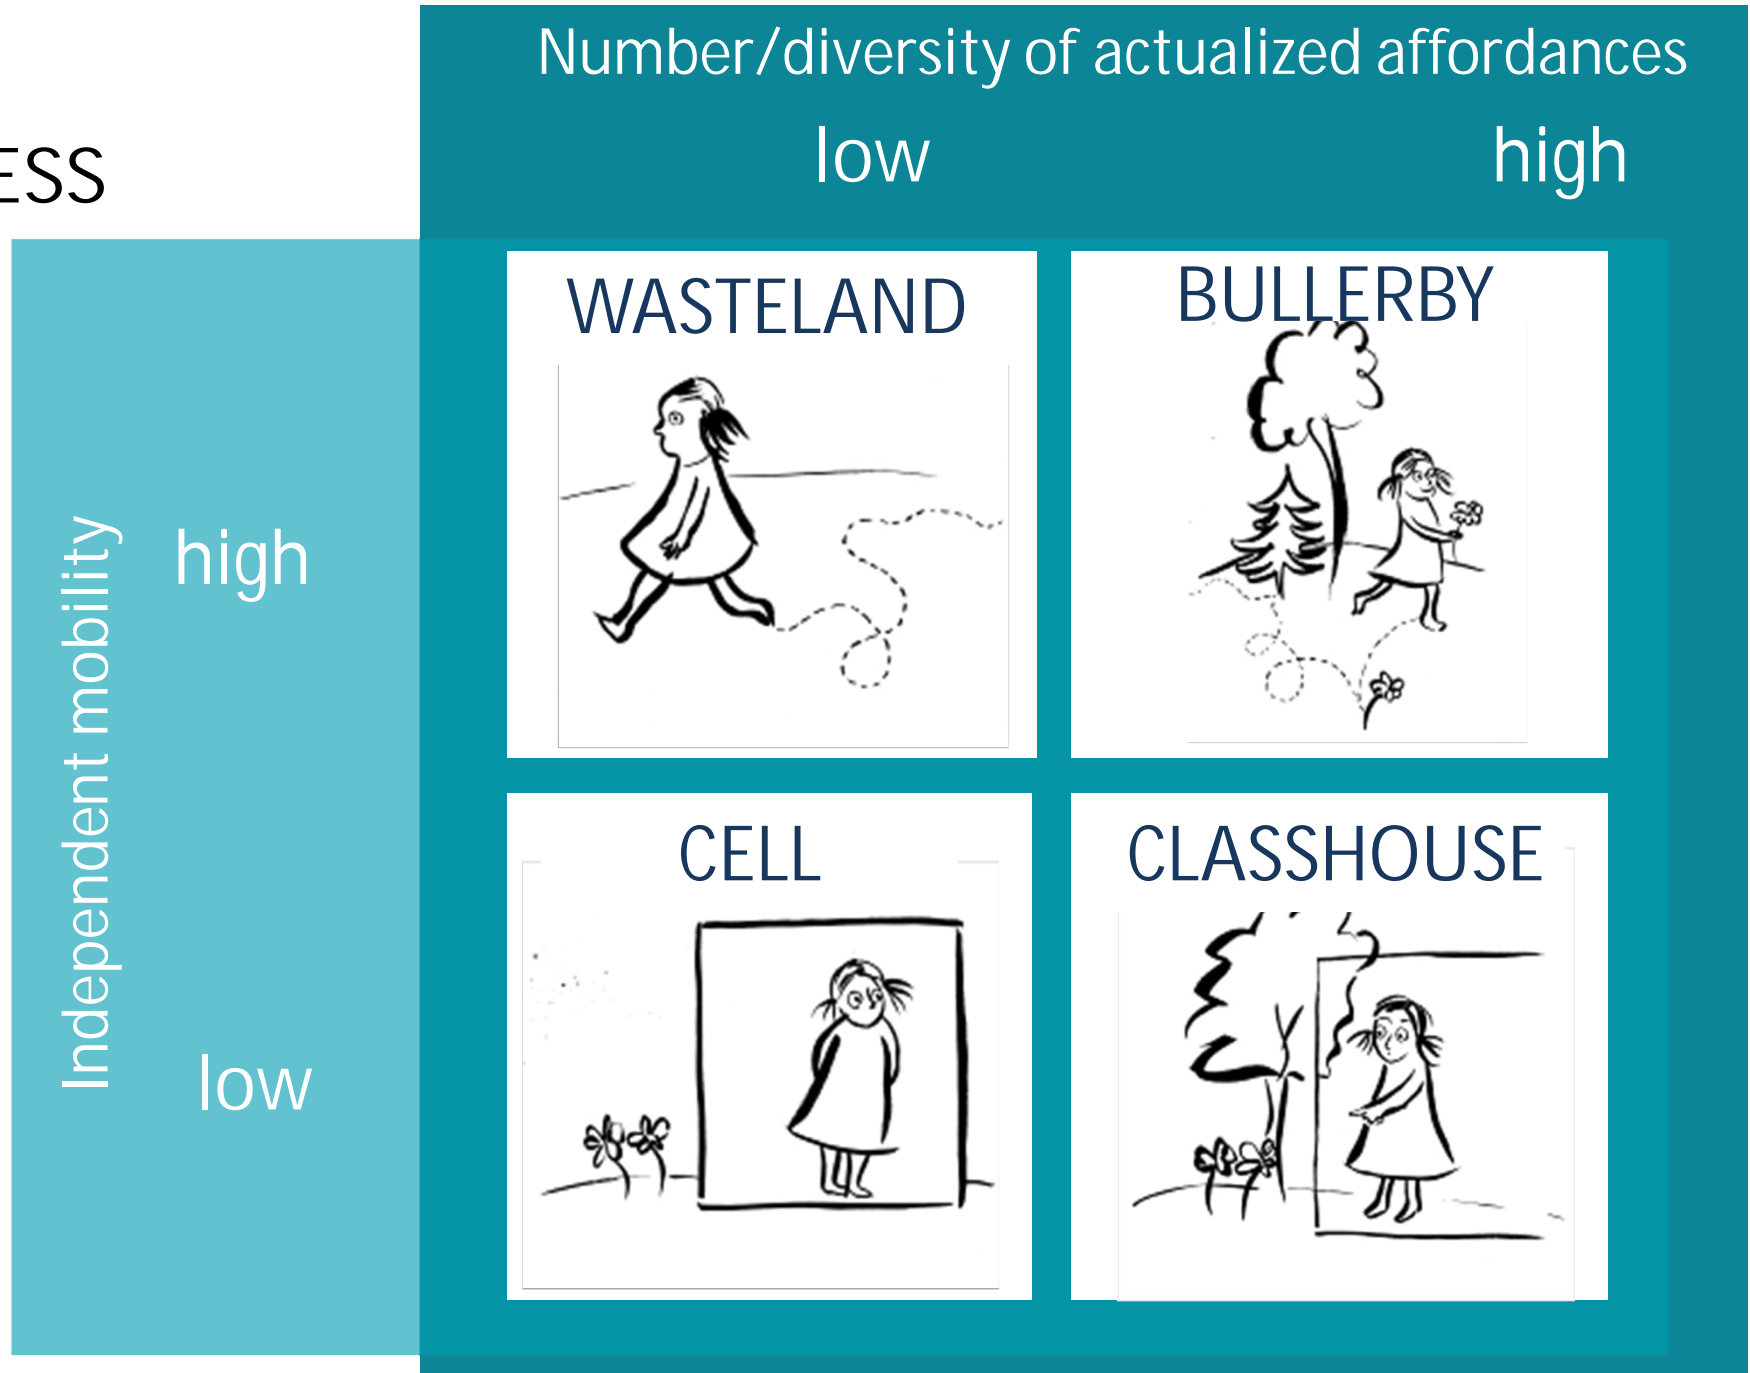 Number/diversity of actualized affordances
low high
ESS
WASTELAND
BULLERBY
Independent mobility
high
CELL
CLASSHOUSE
low